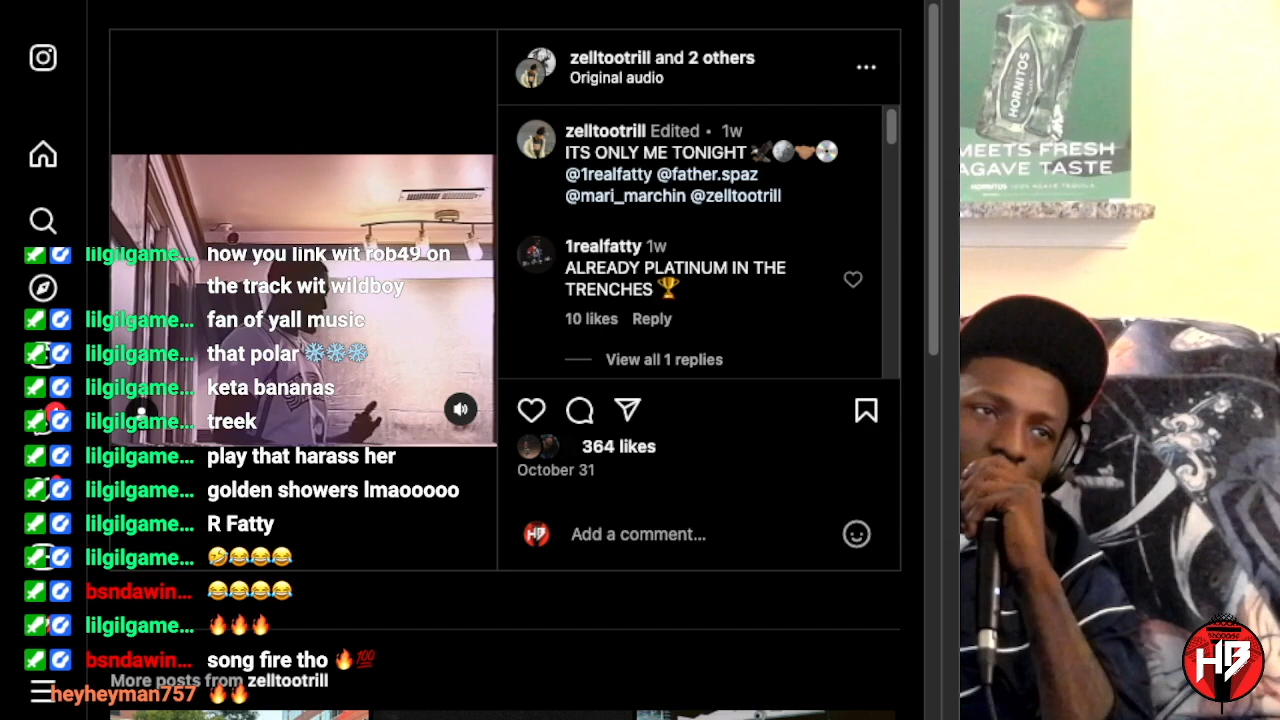 zelltootrill and 2 others
Original audio
zelltootrill Edited • 1w
ITS ONLY ME TONIGHT
@1realfatty @father.spaz
@mari_marchin @zelltootrill
1realfatty 1w
ALREADY PLATINUM IN THE
TRENCHES 🏆
10 likes Reply
View all 1 replies
364 likes
October 31
HB Add a comment...
lilgilgame... how you link wit rob49 on
the track wit wildboy
lilgilgame... fan of yall music
lilgilgame... that polar ❄️❄️❄️
lilgilgame... keta bananas
lilgilgame... treek
lilgilgame... play that harass her
lilgilgame... golden showers lmaooooo
lilgilgame... R Fatty
lilgilgame... 🤣😂😂😂
bsndawin... 😂😂😂😂
lilgilgame... 🔥🔥🔥
bsndawin... song fire tho 🔥💯
More posts from zelltootrill
heyheyman757 🔥🔥
HORNITOS
MEETS FRESH
AGAVE TASTE
HORNITOS
HB